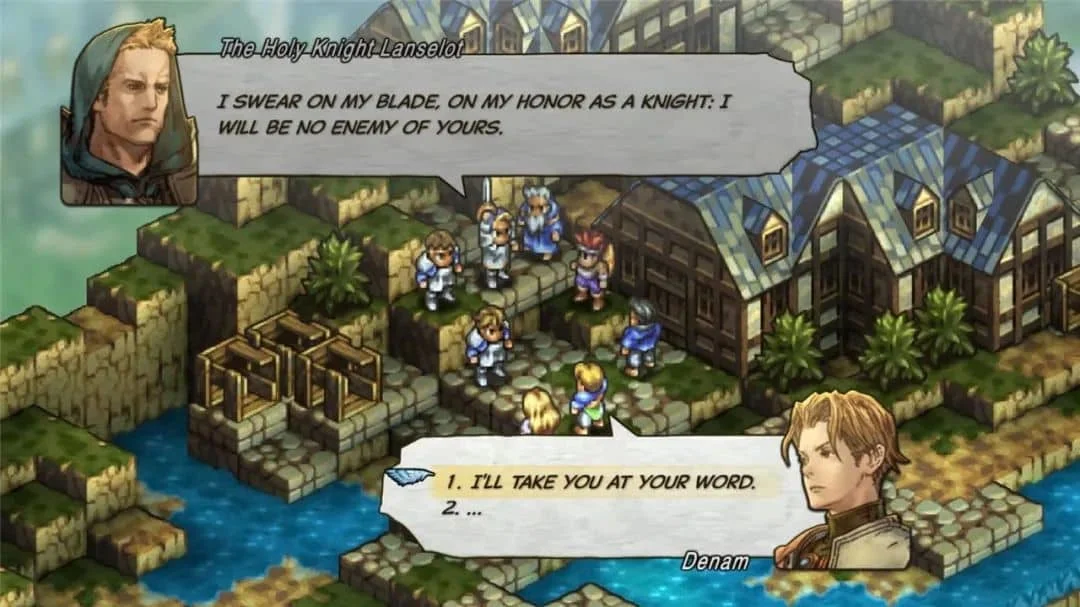 The Holy Knight Lanselot
I SWEAR ON MY BLADE, ON MY HONOR AS A KNIGHT: I
WILL BE NO ENEMY OF YOURS.
1. I'LL TAKE YOU AT YOUR WORD.
2. ...
Denam